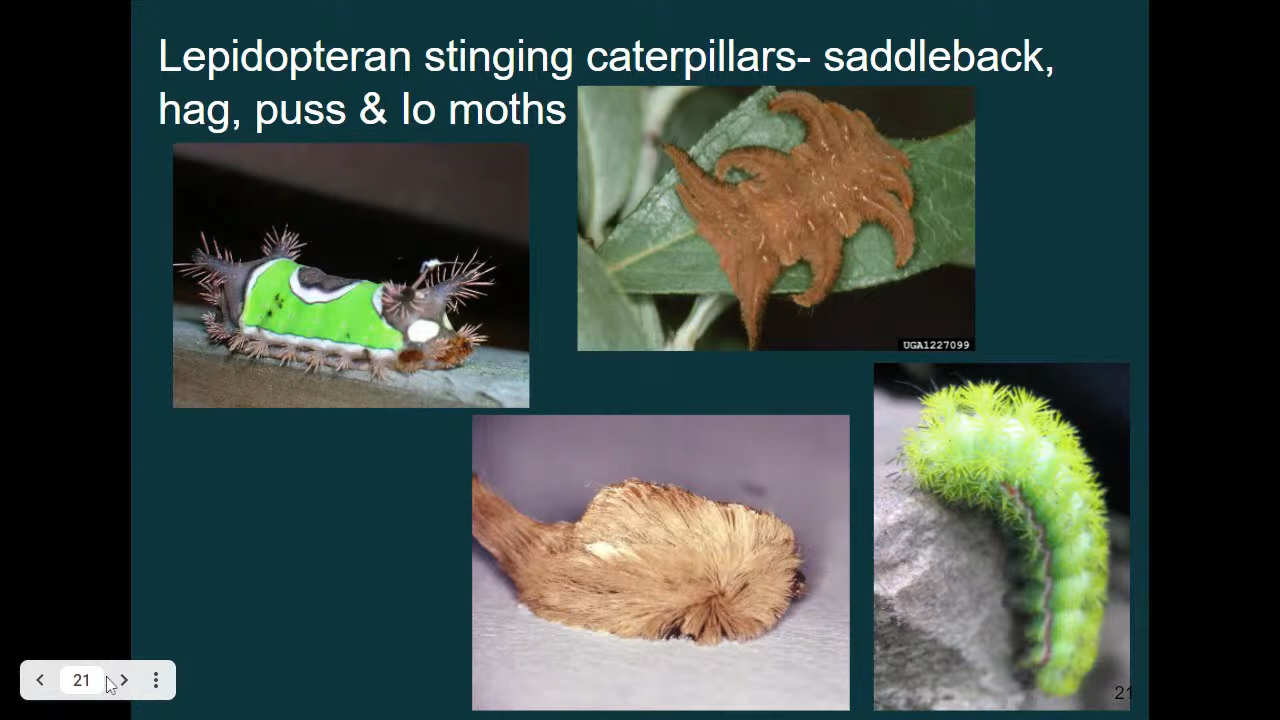 Lepidopteran stinging caterpillars- saddleback,
hag, puss & Io moths
UGA1227099
21
21